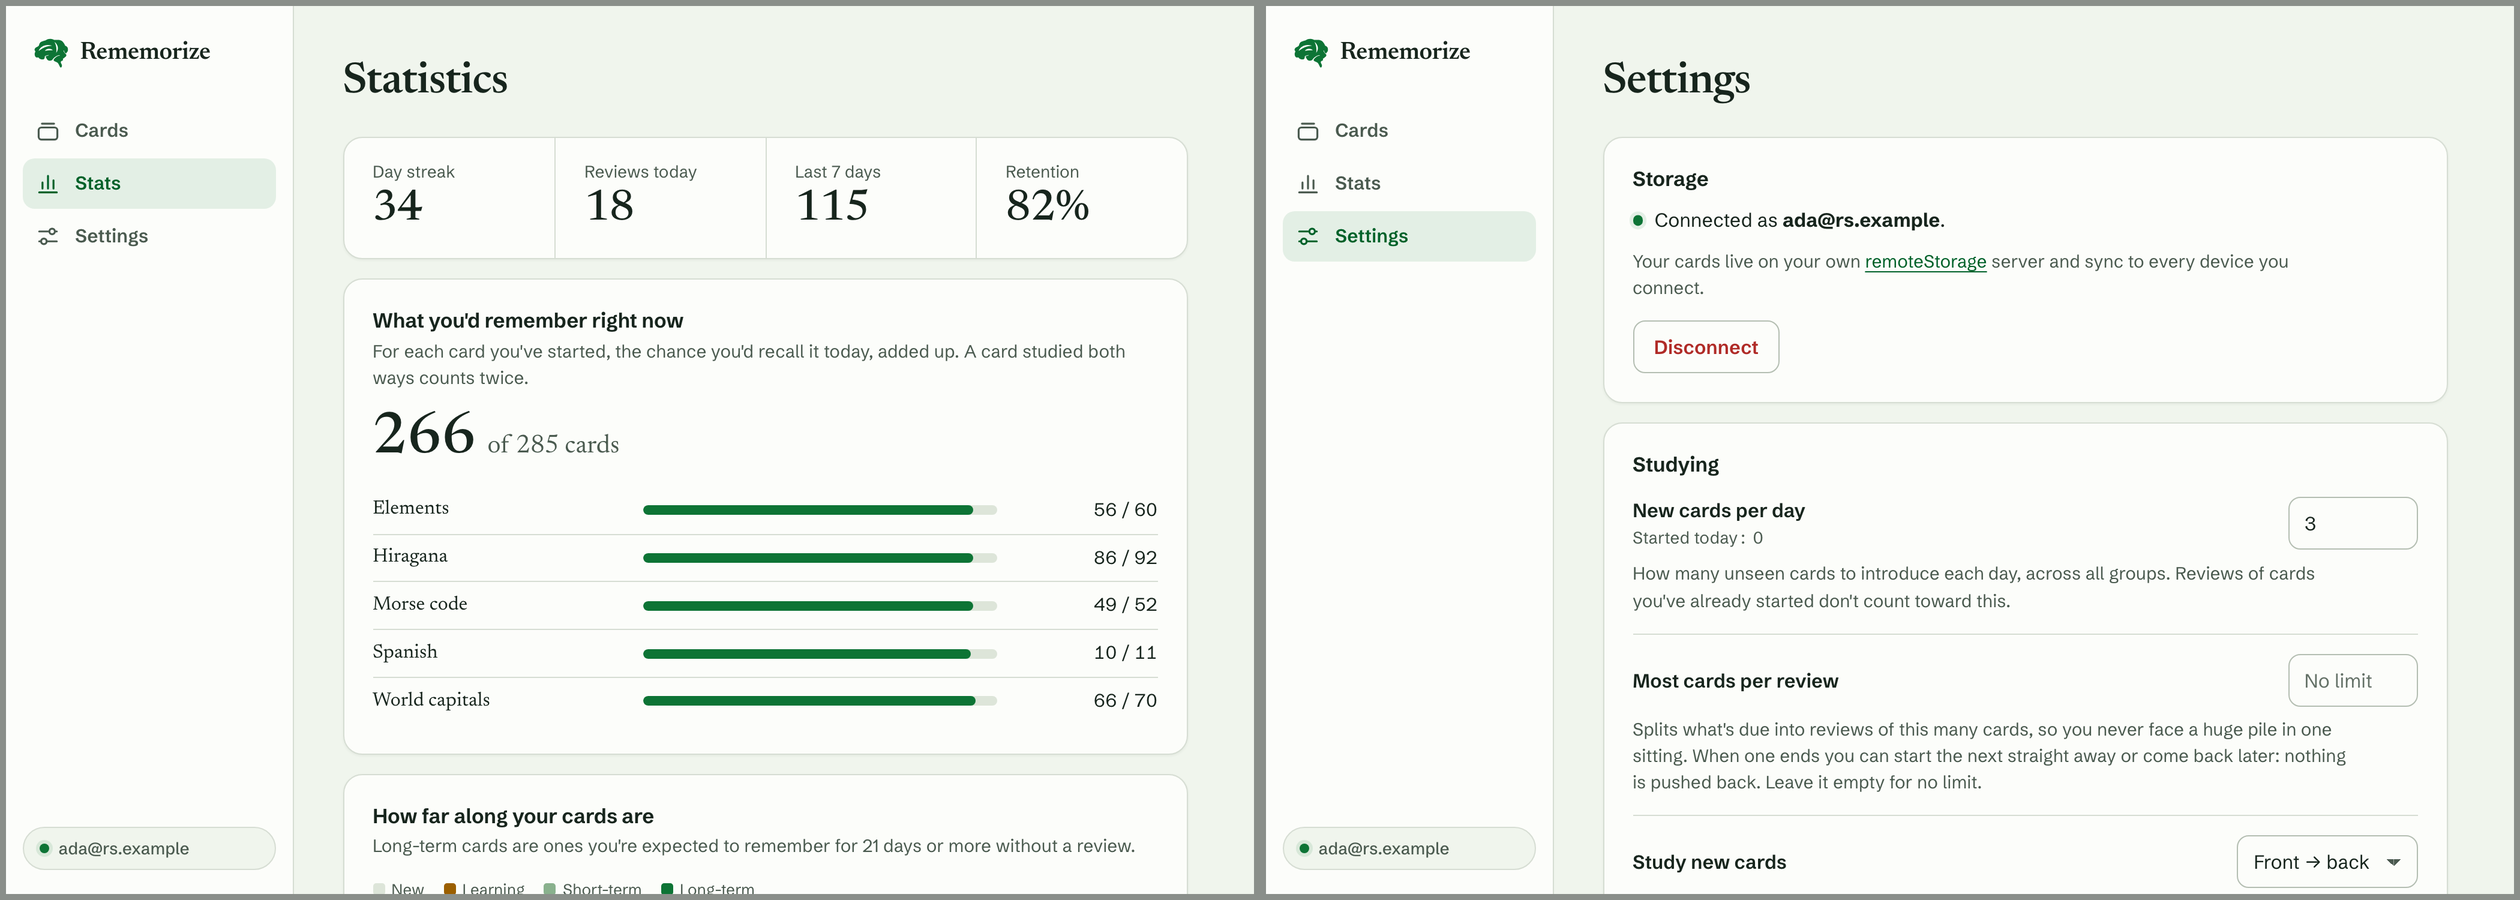 Rememorize
Cards
Stats
Settings
ada@rs.example
Statistics
Day streak
34
Reviews today
18
Last 7 days
115
Retention
82%
What you'd remember right now
For each card you've started, the chance you'd recall it today, added up. A card studied both
ways counts twice.
266 of 285 cards
Elements 56 / 60
Hiragana 86 / 92
Morse code 49 / 52
Spanish 10 / 11
World capitals 66 / 70
How far along your cards are
Long-term cards are ones you're expected to remember for 21 days or more without a review.
New Learning Short-term Long-term
Rememorize
Cards
Stats
Settings
ada@rs.example
Settings
Storage
Connected as ada@rs.example.
Your cards live on your own remoteStorage server and sync to every device you
connect.
Disconnect
Studying
New cards per day
Started today: 0
3
How many unseen cards to introduce each day, across all groups. Reviews of cards
you've already started don't count toward this.
Most cards per review
No limit
Splits what's due into reviews of this many cards, so you never face a huge pile in one
sitting. When one ends you can start the next straight away or come back later: nothing
is pushed back. Leave it empty for no limit.
Study new cards
Front → back